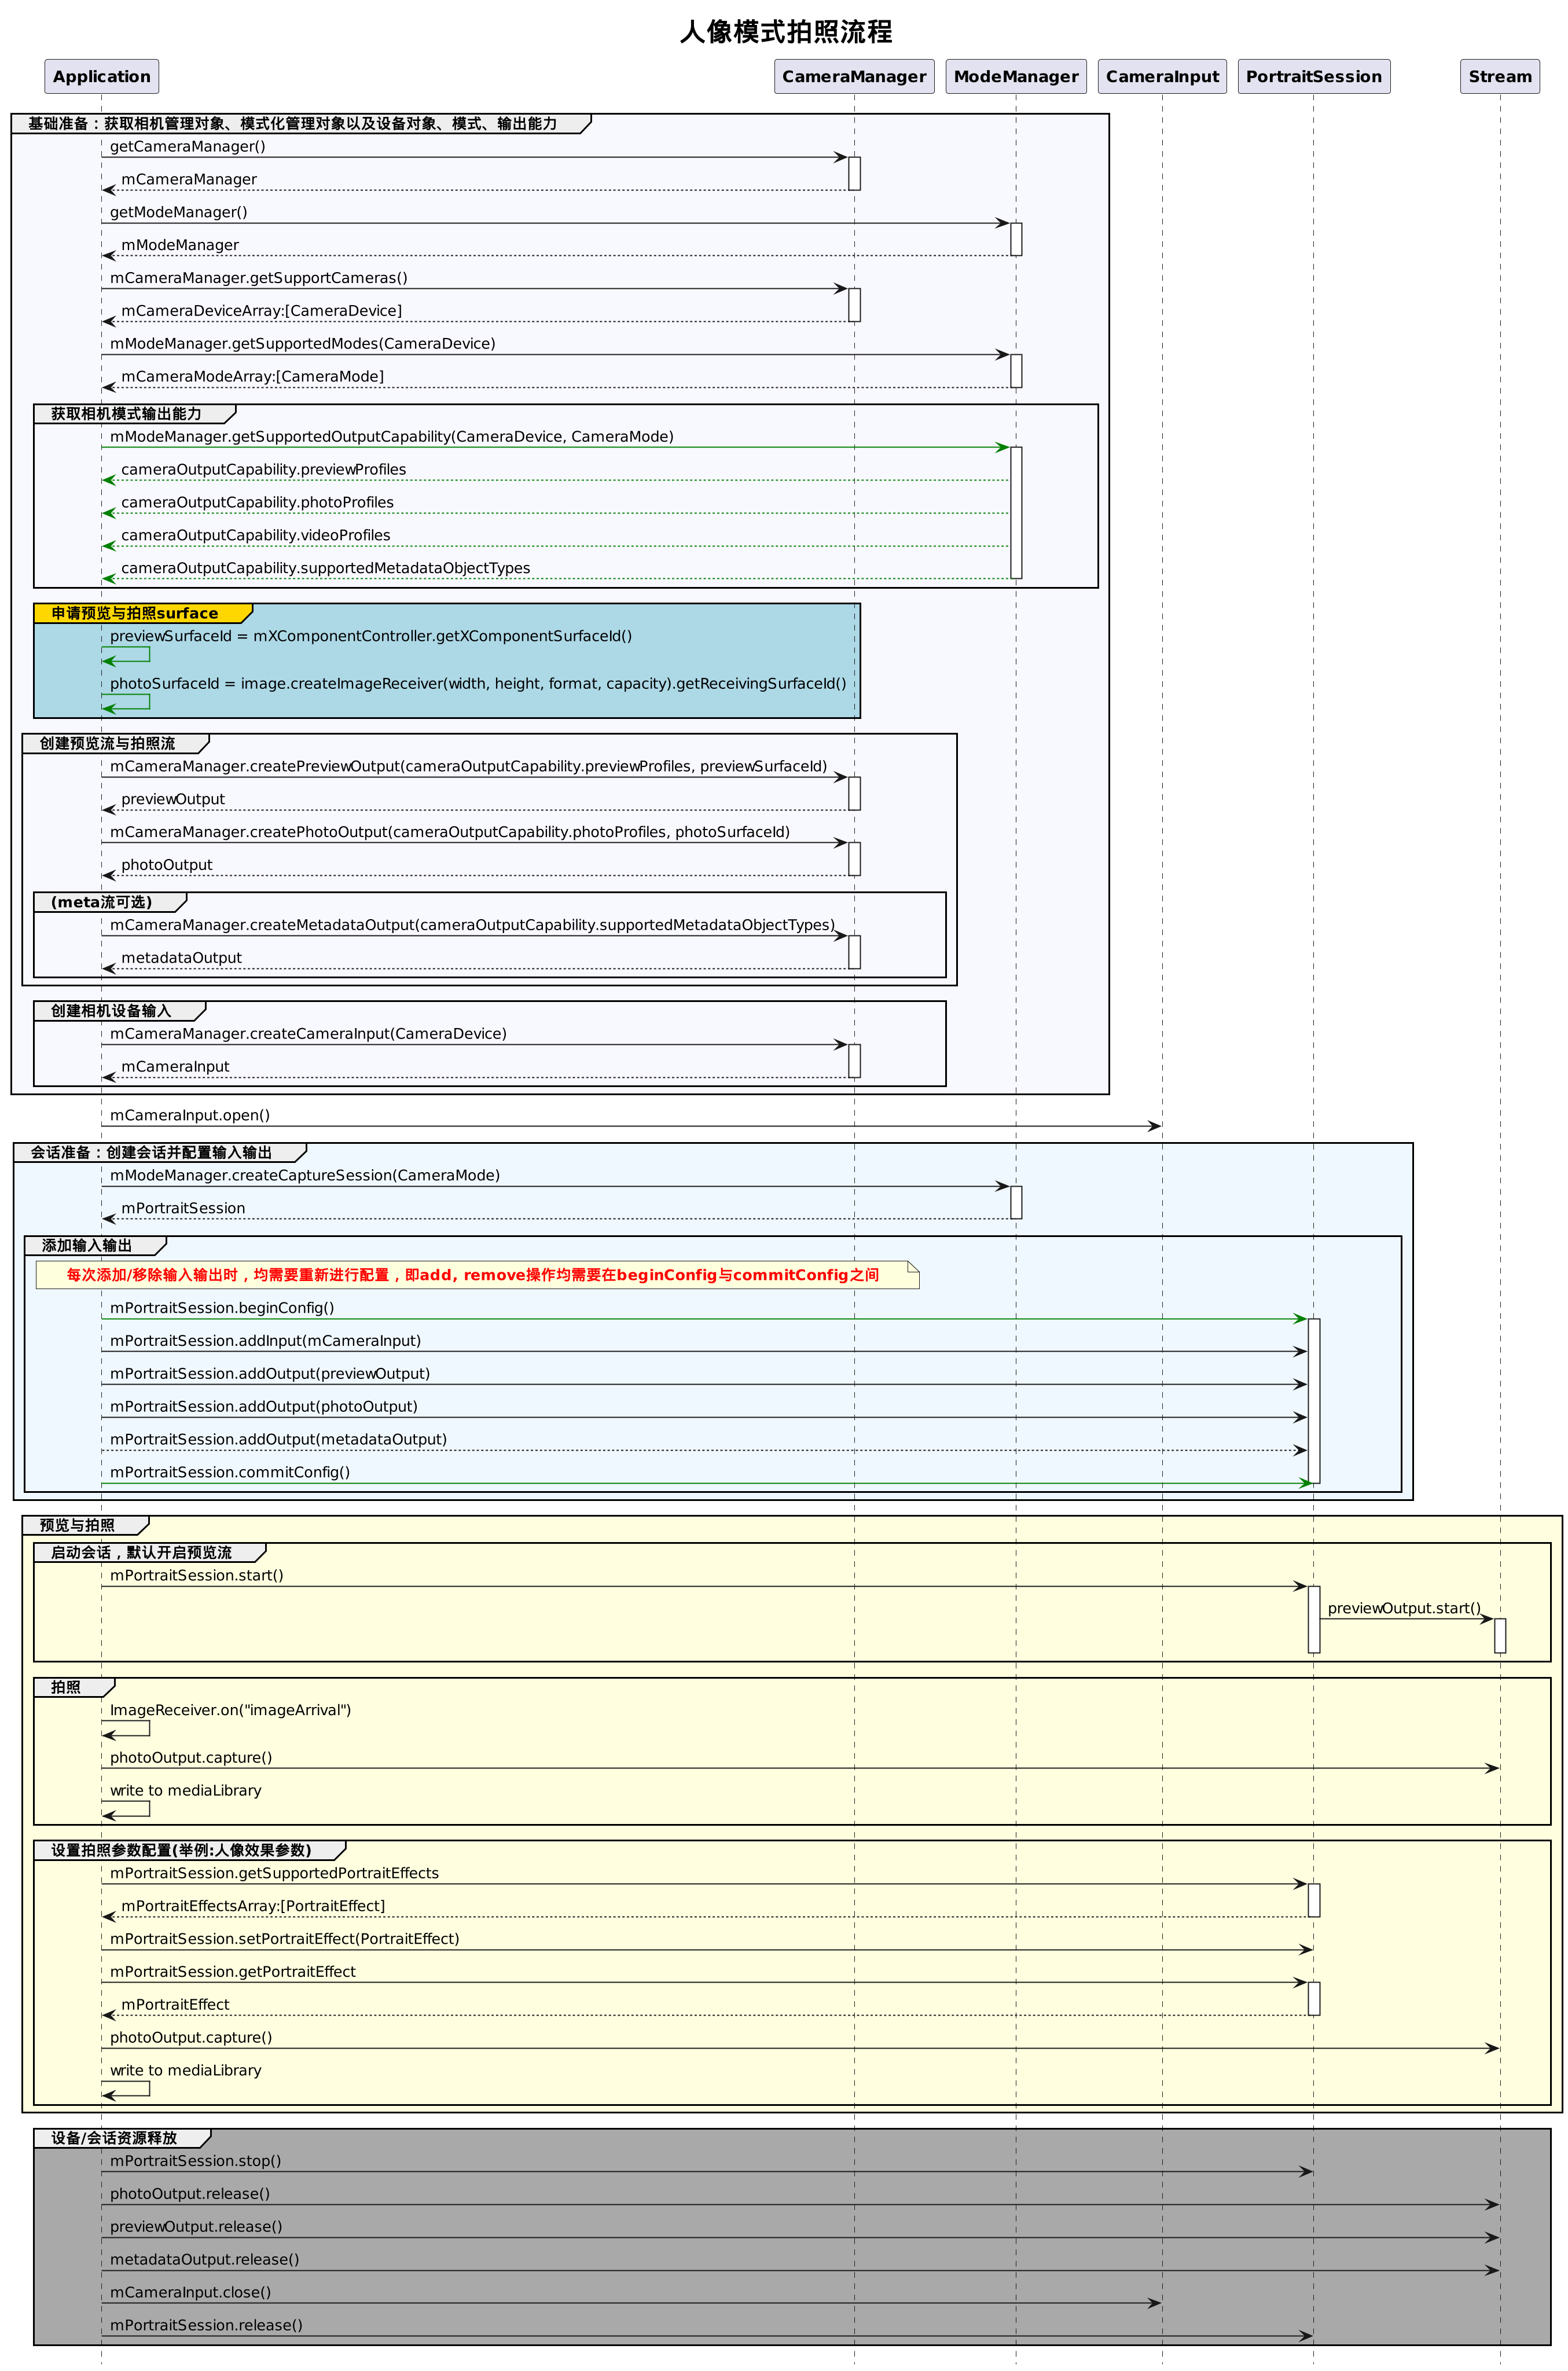 人像模式拍照流程
Application
CameraManager
ModeManager
CameraInput
PortraitSession
Stream
基础准备：获取相机管理对象、模式化管理对象以及设备对象、模式、输出能力
getCameraManager()
mCameraManager
getModeManager()
mModeManager
mCameraManager.getSupportCameras()
mCameraDeviceArray:[CameraDevice]
mModeManager.getSupportedModes(CameraDevice)
mCameraModeArray:[CameraMode]
获取相机模式输出能力
mModeManager.getSupportedOutputCapability(CameraDevice, CameraMode)
cameraOutputCapability.previewProfiles
cameraOutputCapability.photoProfiles
cameraOutputCapability.videoProfiles
cameraOutputCapability.supportedMetadataObjectTypes
申请预览与拍照surface
previewSurfaceId = mXComponentController.getXComponentSurfaceId()
photoSurfaceId = image.createImageReceiver(width, height, format, capacity).getReceivingSurfaceId()
创建预览流与拍照流
mCameraManager.createPreviewOutput(cameraOutputCapability.previewProfiles, previewSurfaceId)
previewOutput
mCameraManager.createPhotoOutput(cameraOutputCapability.photoProfiles, photoSurfaceId)
photoOutput
(meta流可选)
mCameraManager.createMetadataOutput(cameraOutputCapability.supportedMetadataObjectTypes)
metadataOutput
创建相机设备输入
mCameraManager.createCameraInput(CameraDevice)
mCameraInput
mCameraInput.open()
会话准备：创建会话并配置输入输出
mModeManager.createCaptureSession(CameraMode)
mPortraitSession
添加输入输出
每次添加/移除输入输出时，均需要重新进行配置，即add, remove操作均需要在beginConfig与commitConfig之间
mPortraitSession.beginConfig()
mPortraitSession.addInput(mCameraInput)
mPortraitSession.addOutput(previewOutput)
mPortraitSession.addOutput(photoOutput)
mPortraitSession.addOutput(metadataOutput)
mPortraitSession.commitConfig()
预览与拍照
启动会话，默认开启预览流
mPortraitSession.start()
previewOutput.start()
拍照
ImageReceiver.on("imageArrival")
photoOutput.capture()
write to mediaLibrary
设置拍照参数配置(举例:人像效果参数)
mPortraitSession.getSupportedPortraitEffects
mPortraitEffectsArray:[PortraitEffect]
mPortraitSession.setPortraitEffect(PortraitEffect)
mPortraitSession.getPortraitEffect
mPortraitEffect
photoOutput.capture()
write to mediaLibrary
设备/会话资源释放
mPortraitSession.stop()
photoOutput.release()
previewOutput.release()
metadataOutput.release()
mCameraInput.close()
mPortraitSession.release()